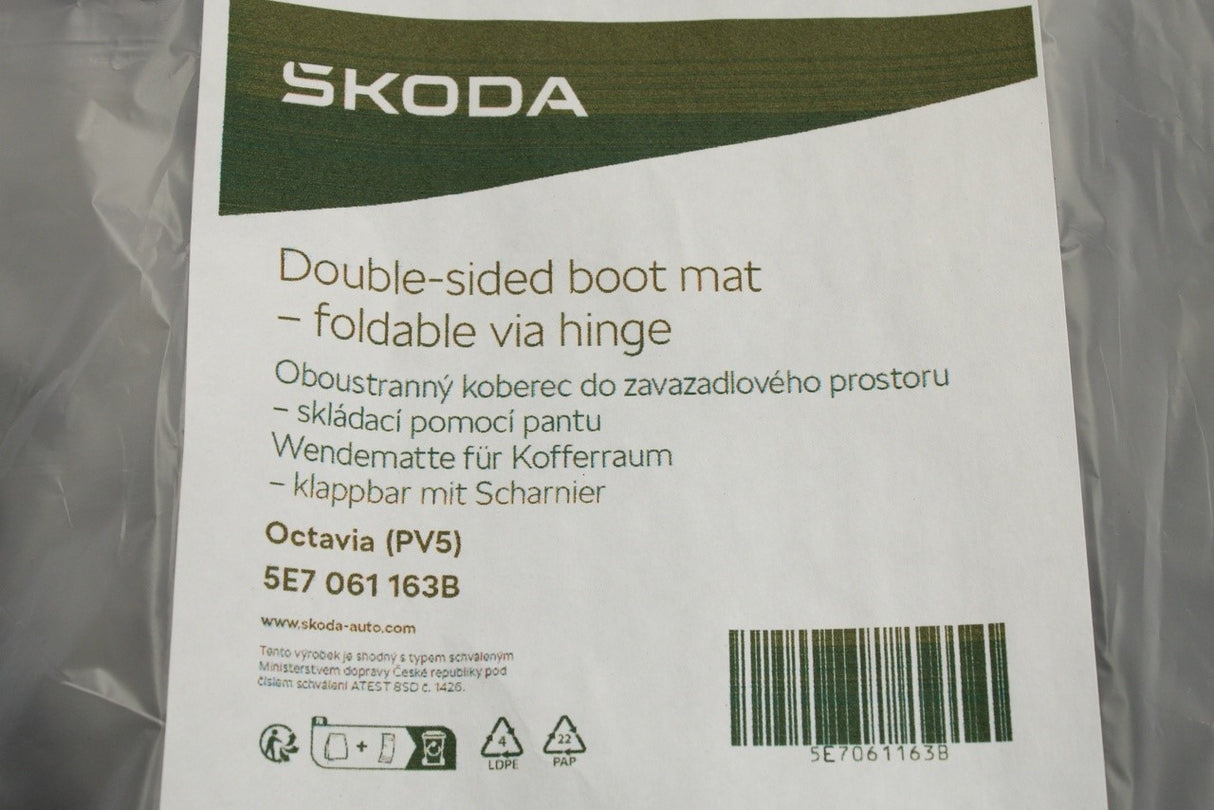 ŠKODA
Double-sided boot mat
– foldable via hinge
Oboustranný koberec do zavazadlového prostoru
– skládací pomocí pantu
Wendematte für Kofferraum
– klappbar mit Scharnier
Octavia (PV5)
5E7 061 163B
www.skoda-auto.com
Tento výrobek je shodný s typem schváleným
Ministerstvem dopravy České republiky pod
číslem schválení ATEST 8SD č. 1426.
4
LDPE
22
PAP
5E7061163B